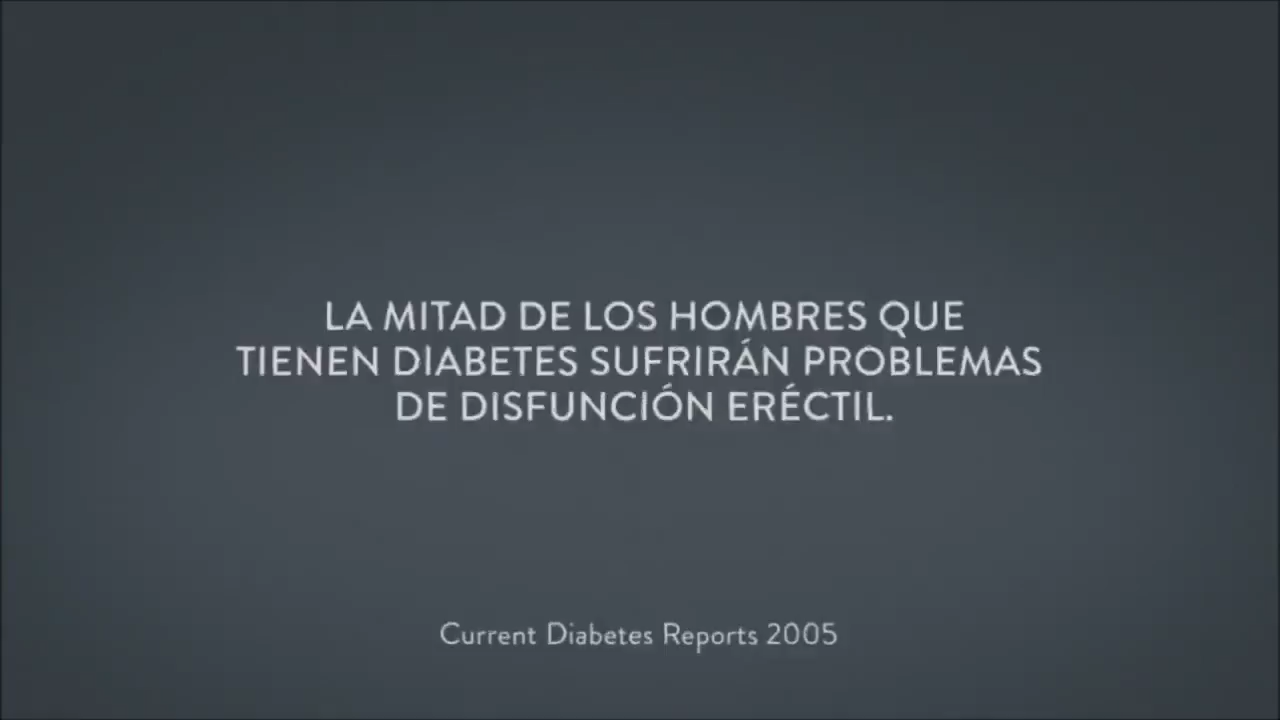 LA MITAD DE LOS HOMBRES QUE
TIENEN DIABETES SUFRIRÁN PROBLEMAS
DE DISFUNCIÓN ERÉCTIL.
Current Diabetes Reports 2005